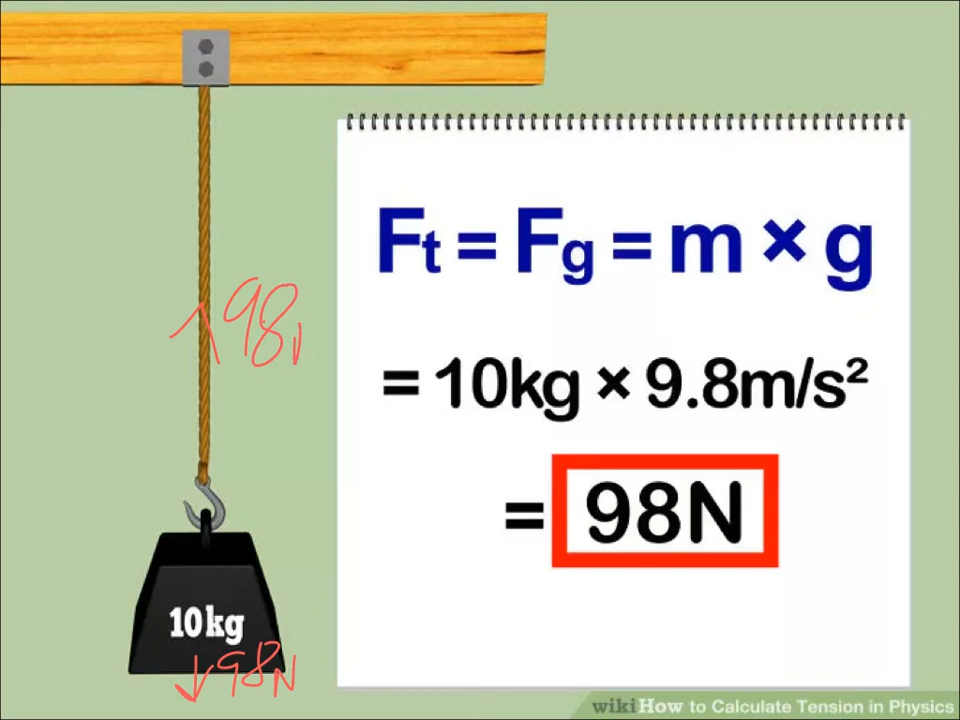 Ft = Fg = m × g
98N
= 10kg × 9.8m/s²
= 98N
10kg
98N
wikiHow to Calculate Tension in Physics